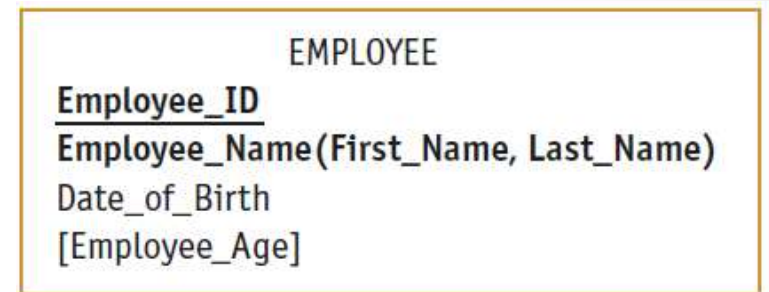 EMPLOYEE
Employee_ID
Employee_Name(First_Name, Last_Name)
Date_of_Birth
[Employee_Age]